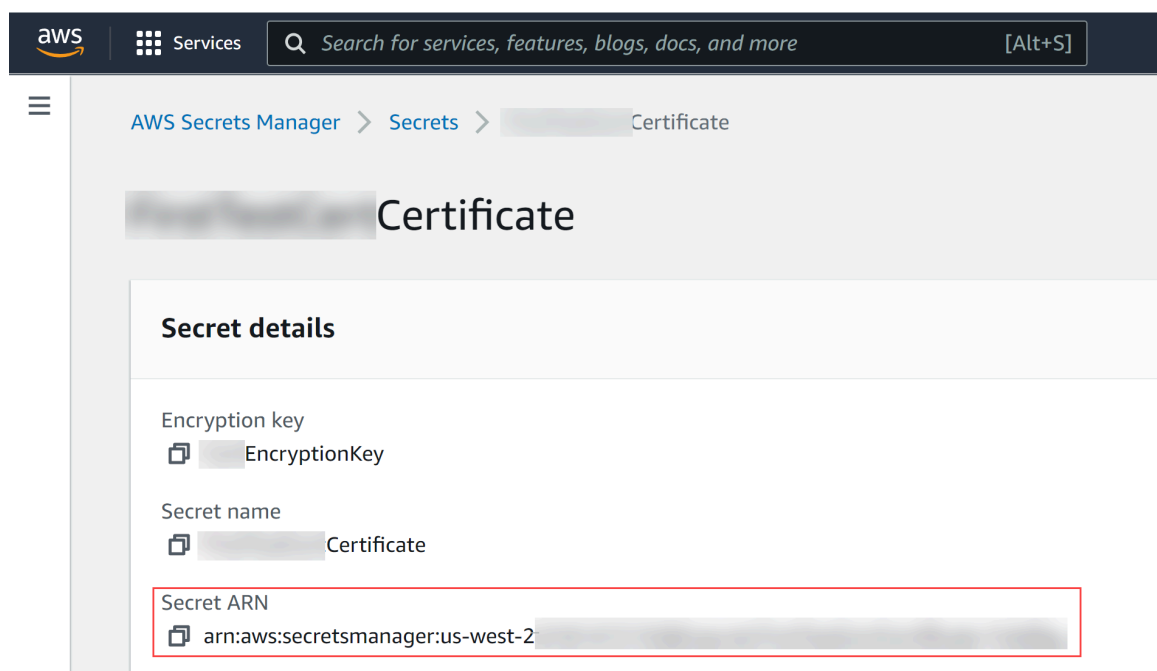 aws Services Search for services, features, blogs, docs, and more [Alt+S]
AWS Secrets Manager > Secrets > Certificate
Certificate
Secret details
Encryption key
EncryptionKey
Secret name
Certificate
Secret ARN
arn:aws:secretsmanager:us-west-2